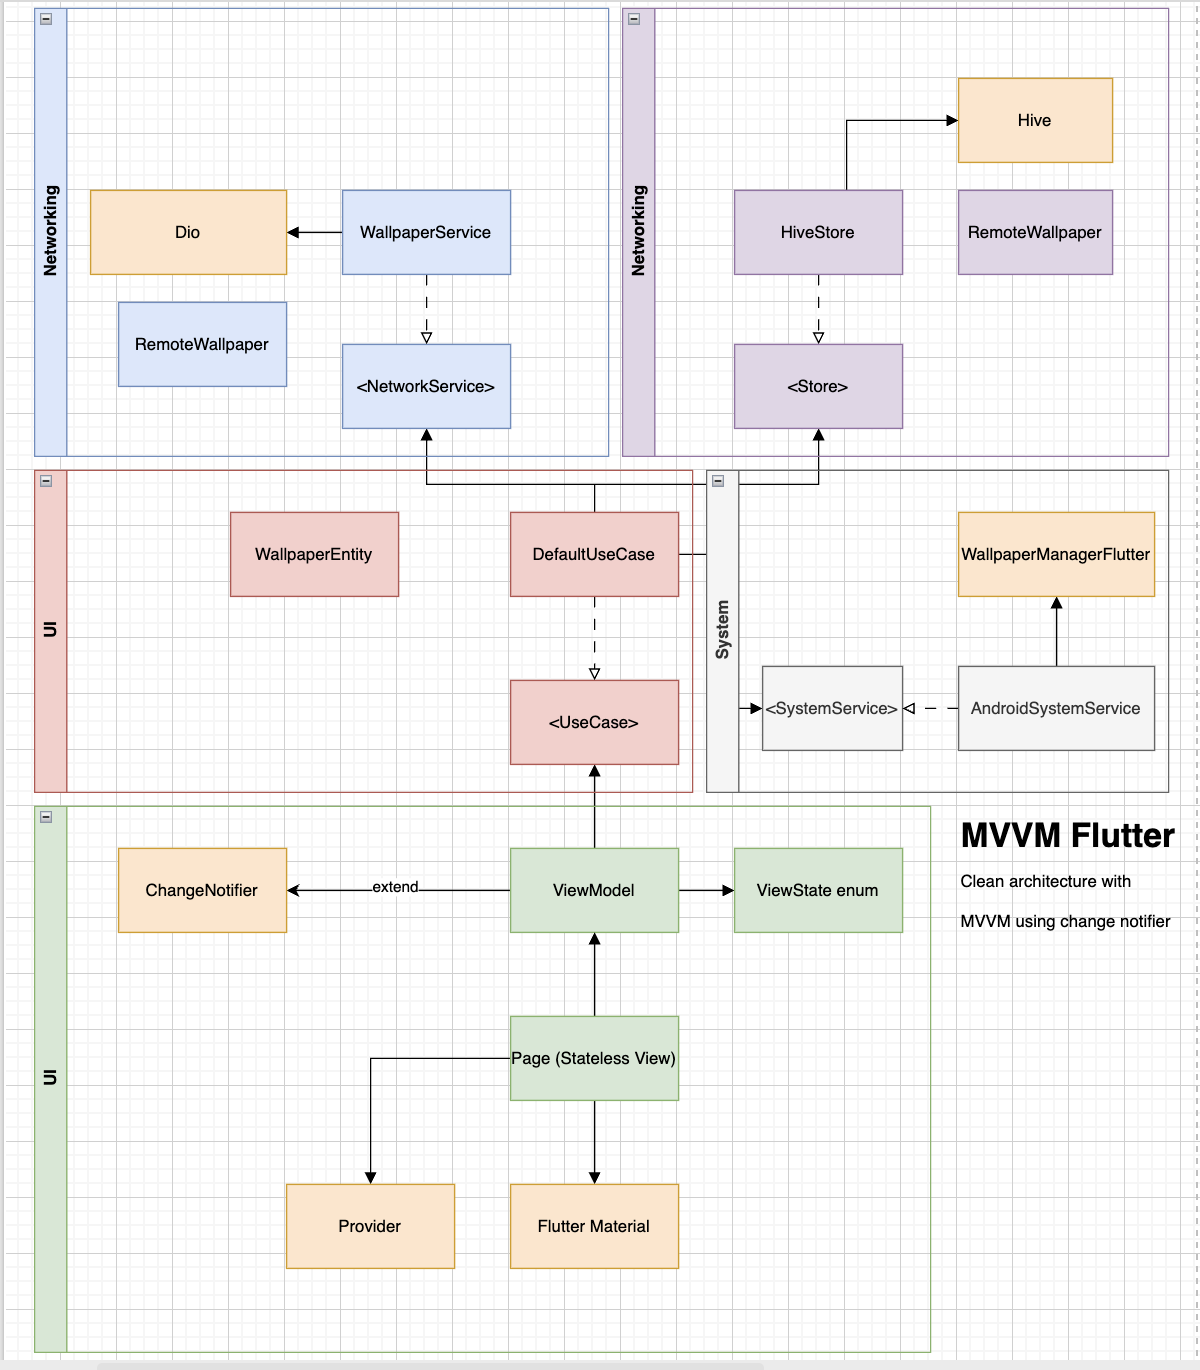 Networking
Dio
WallpaperService
RemoteWallpaper
<NetworkService>
Networking
Hive
HiveStore
RemoteWallpaper
<Store>
UI
WallpaperEntity
DefaultUseCase
<UseCase>
System
WallpaperManagerFlutter
<SystemService>
AndroidSystemService
UI
ChangeNotifier
extend
ViewModel
ViewState enum
Page (Stateless View)
Provider
Flutter Material
MVVM Flutter
Clean architecture with
MVVM using change notifier